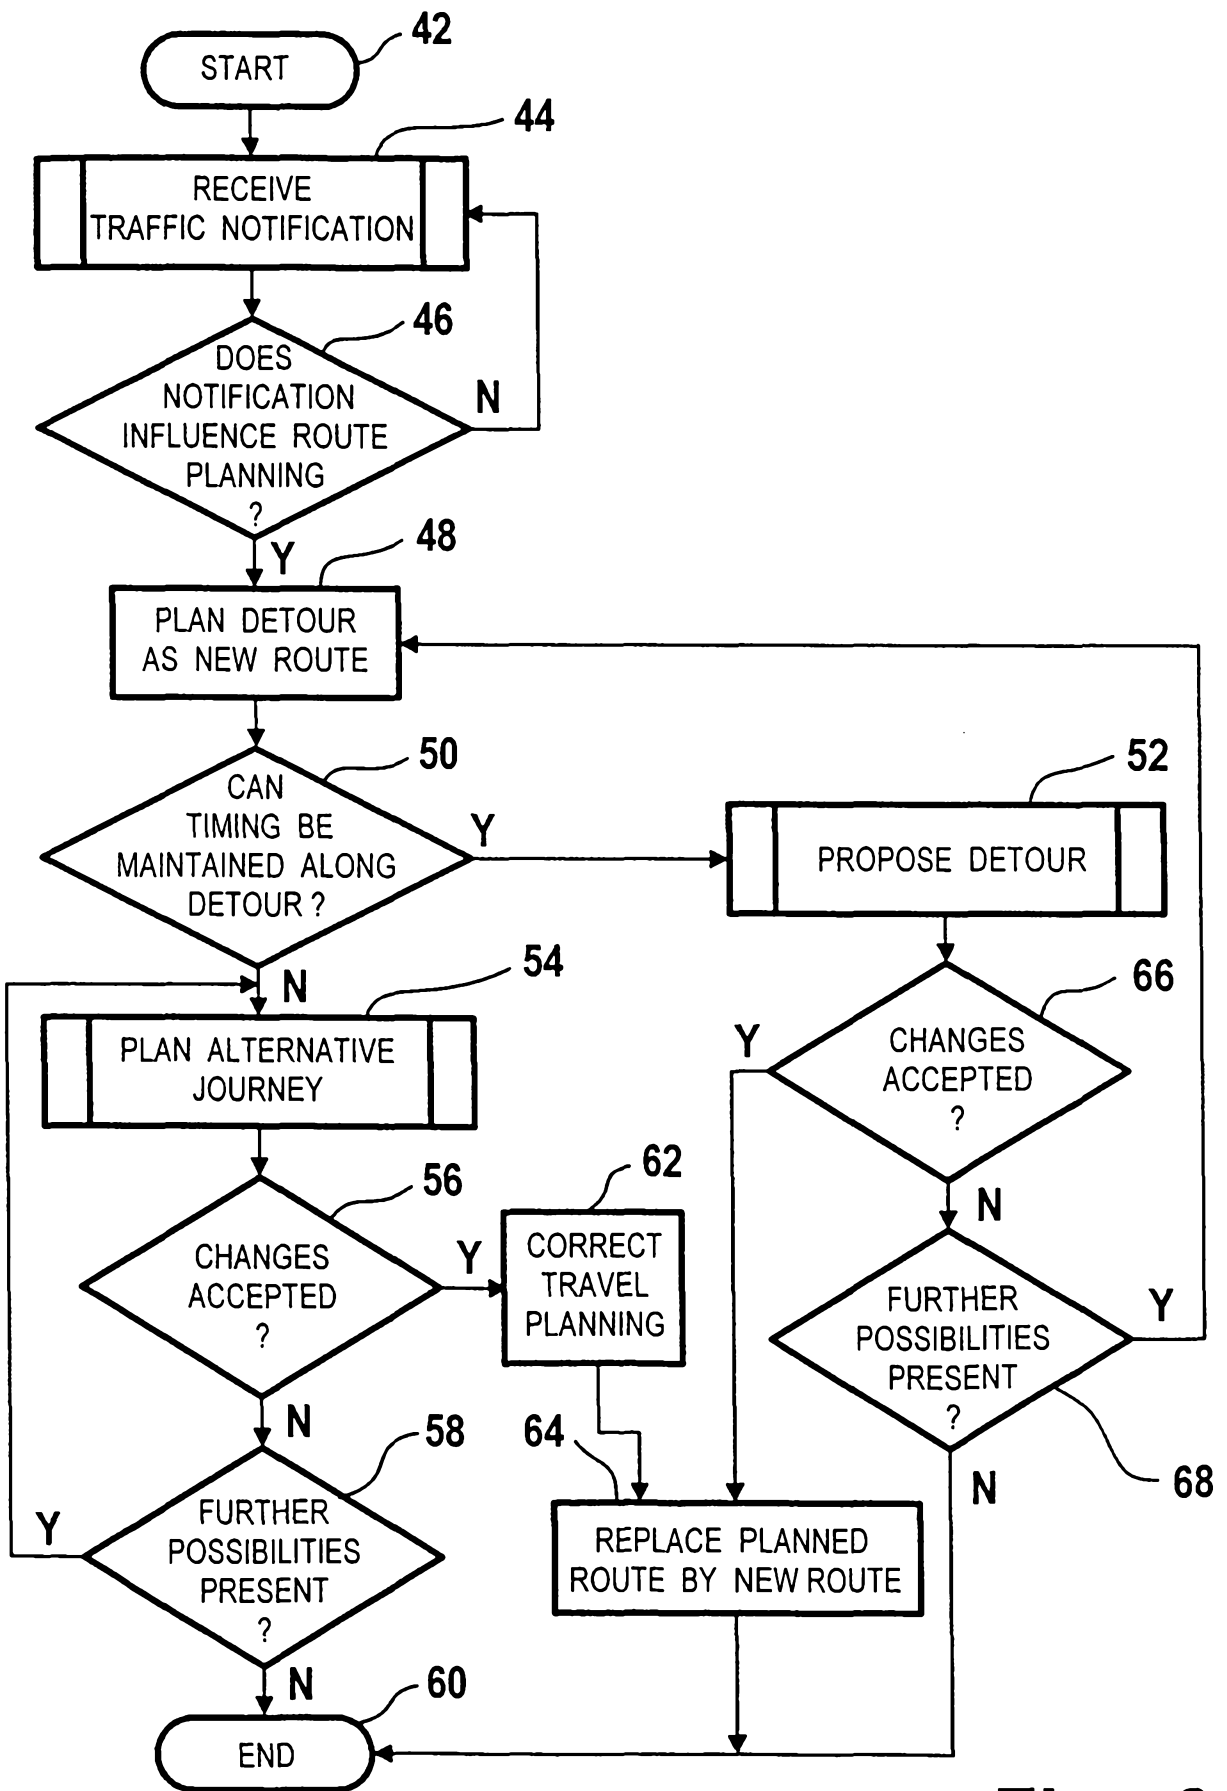 42
START
44
RECEIVE
TRAFFIC NOTIFICATION
46
DOES
NOTIFICATION
INFLUENCE ROUTE
PLANNING
?
N
Y
48
PLAN DETOUR
AS NEW ROUTE
50
CAN
TIMING BE
MAINTAINED ALONG
DETOUR ?
Y
52
PROPOSE DETOUR
N
54
PLAN ALTERNATIVE
JOURNEY
66
CHANGES
ACCEPTED
?
Y
N
56
CHANGES
ACCEPTED
?
Y
62
CORRECT
TRAVEL
PLANNING
FURTHER
POSSIBILITIES
PRESENT
?
Y
68
N
N
58
FURTHER
POSSIBILITIES
PRESENT
?
Y
64
REPLACE PLANNED
ROUTE BY NEW ROUTE
N
60
END